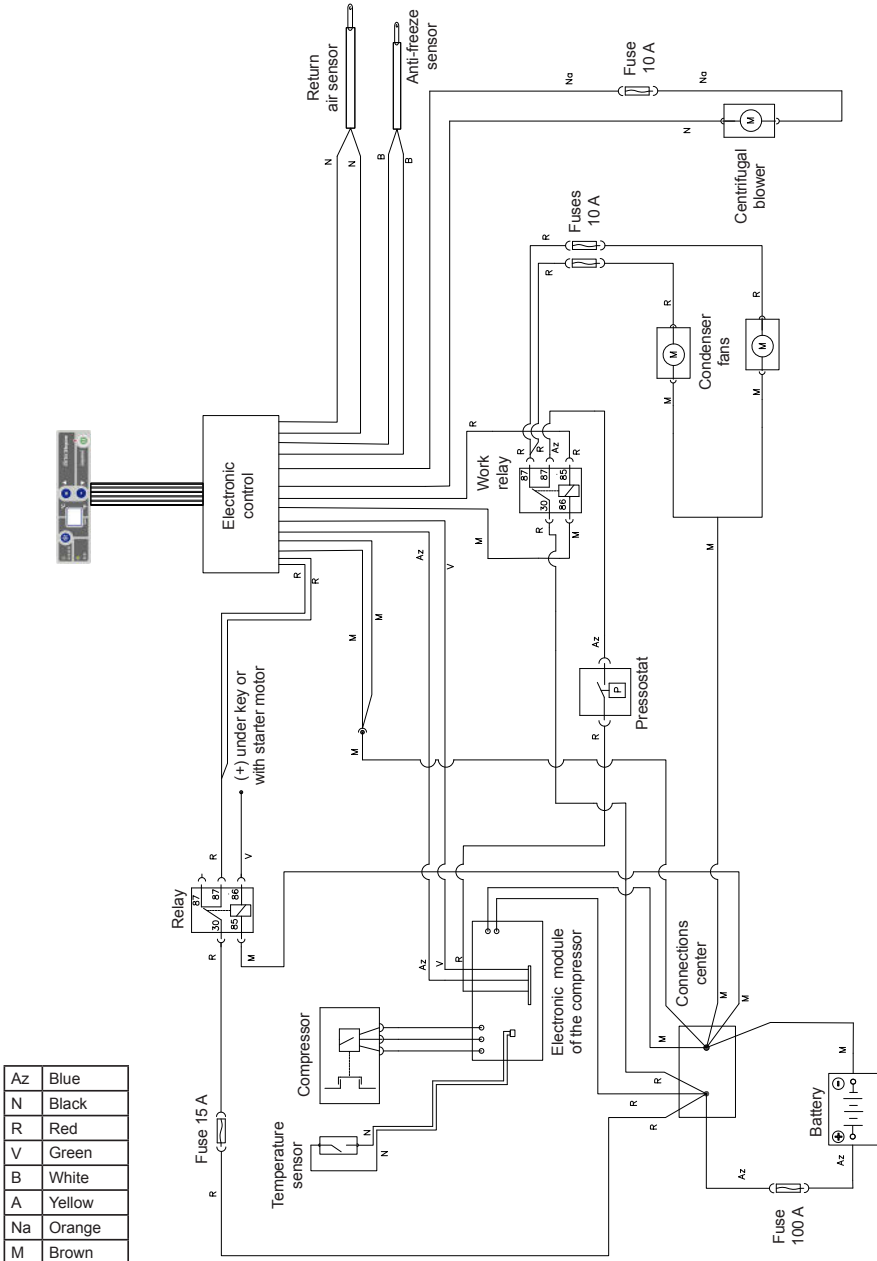 Return
air sensor
Anti-freeze
sensor
N
N
B
B
Na
Fuse
10 A
Na
N
M
Centrifugal
blower
Electronic
control
R
R
Fuses
10 A
R
R
R
R
M
M
Condenser
fans
M
M
M
Work
relay
R
87
87
30
85
86
R
R
Az
R
R
M
M
Az
V
M
M
M
Az
P
Pressostat
R
(+) under key or
with starter motor
R
V
Relay
87
87
86
30
85
R
M
Az
V
R
Electronic module
of the compressor
Compressor
Temperature
sensor
N
N
Connections
center
M
M
M
R
R
R
M
Battery
Az
Az
Fuse
100 A
Fuse 15 A
R
Az Blue
N Black
R Red
V Green
B White
A Yellow
Na Orange
M Brown